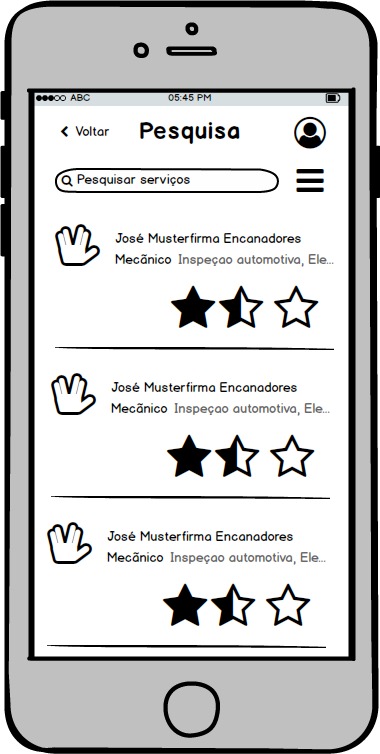 ABC 05:45 PM
Voltar Pesquisa
Pesquisar serviços
José Musterfirma Encanadores
Mecãnico Inspeçao automotiva, Ele...
José Musterfirma Encanadores
Mecãnico Inspeçao automotiva, Ele...
José Musterfirma Encanadores
Mecãnico Inspeçao automotiva, Ele...